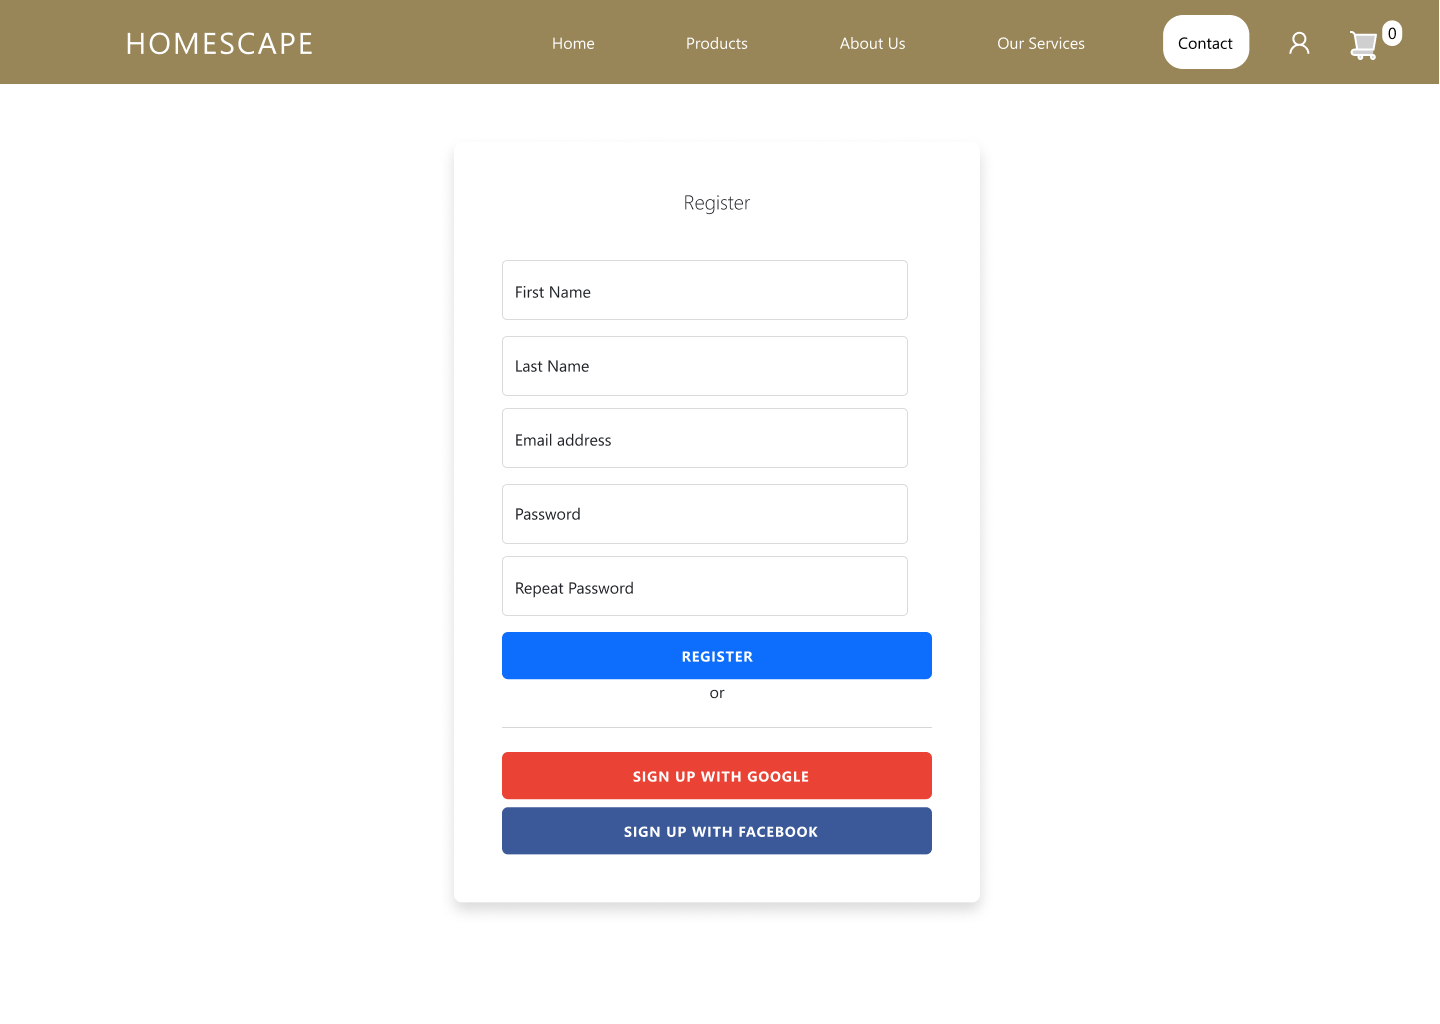 HOMESCAPE Home Products About Us Our Services Contact 0
Register
First Name
Last Name
Email address
Password
Repeat Password
REGISTER
or
SIGN UP WITH GOOGLE
SIGN UP WITH FACEBOOK